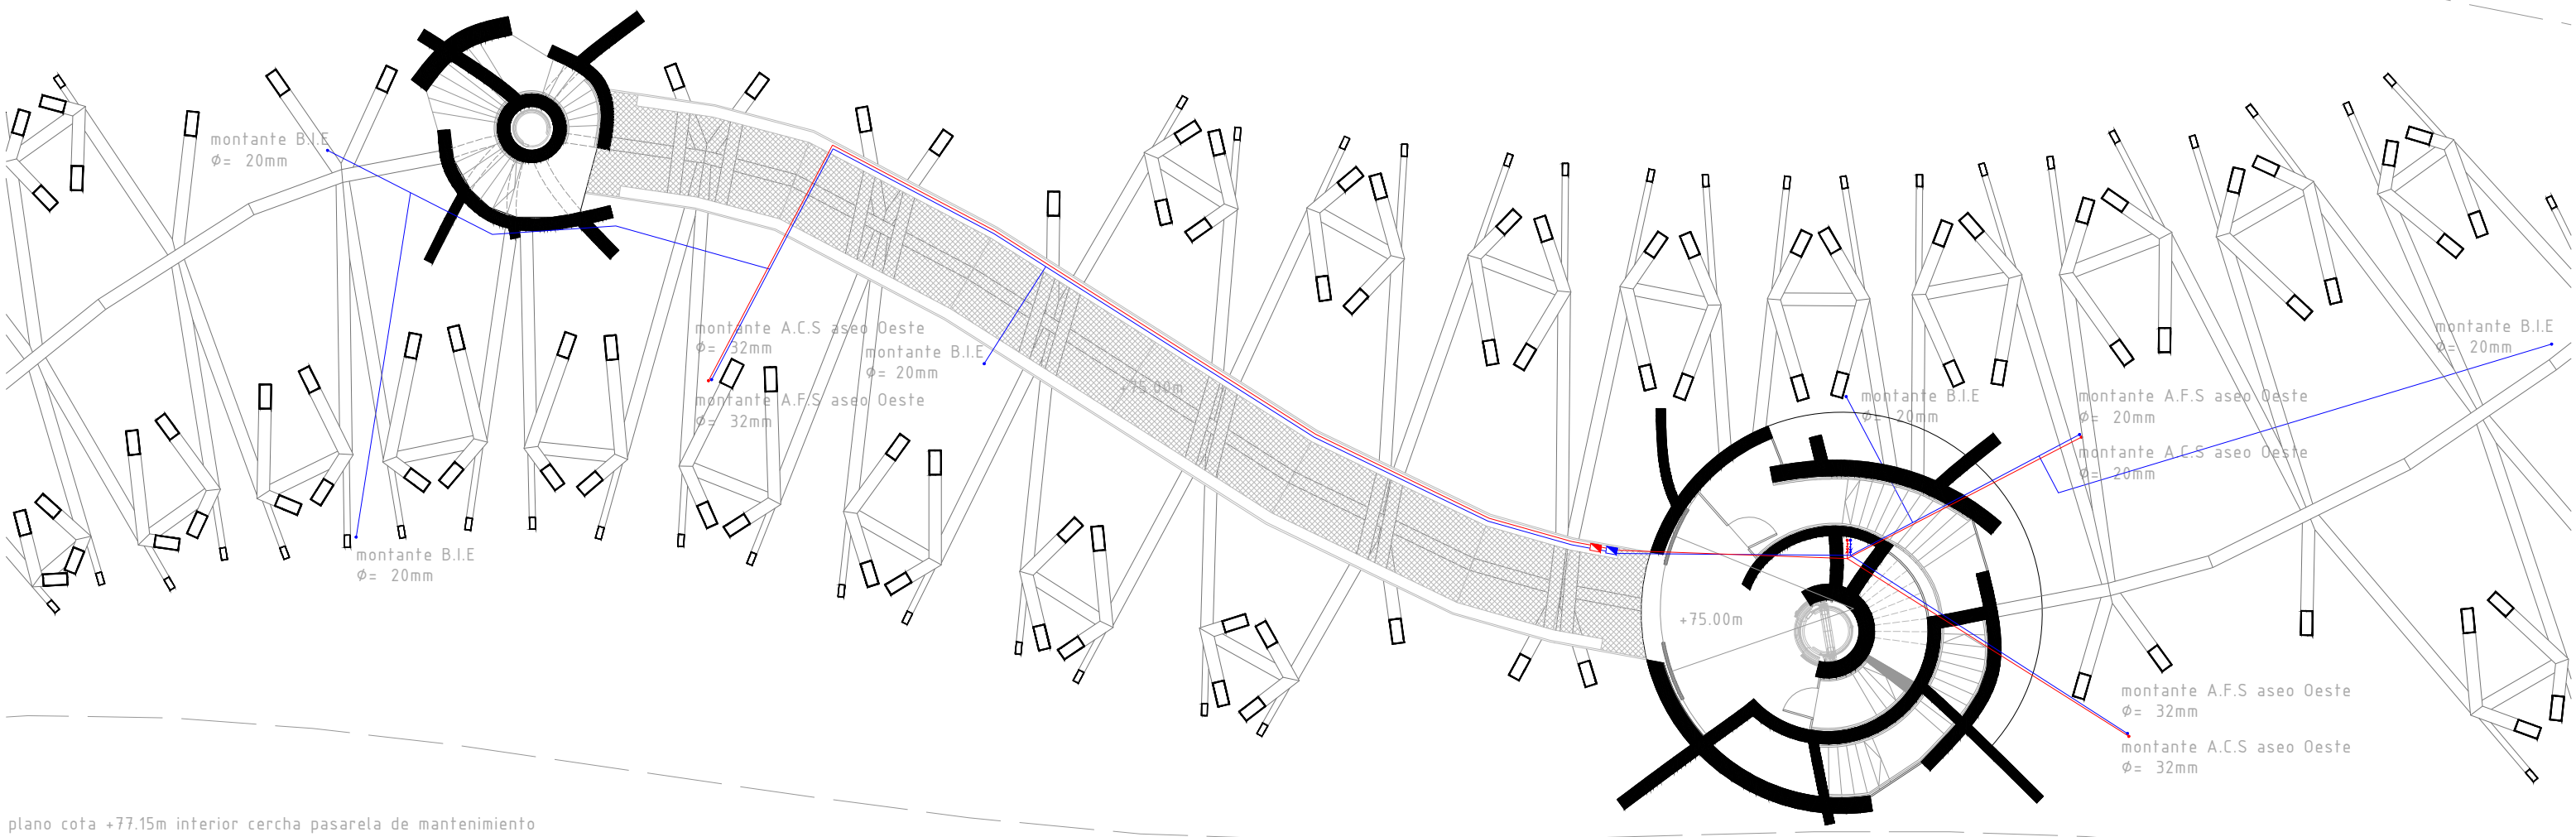 montante B.I.E
Ø= 20mm
montante A.C.S aseo Oeste
Ø= 32mm
montante B.I.E
Ø= 20mm
montante A.F.S aseo Oeste
Ø= 32mm
+75.00m
montante B.I.E
Ø= 20mm
montante B.I.E
Ø= 20mm
montante A.F.S aseo Oeste
Ø= 20mm
montante A.C.S aseo Oeste
Ø= 20mm
montante B.I.E
Ø= 20mm
+75.00m
montante A.F.S aseo Oeste
Ø= 32mm
montante A.C.S aseo Oeste
Ø= 32mm
plano cota +77.15m interior cercha pasarela de mantenimiento